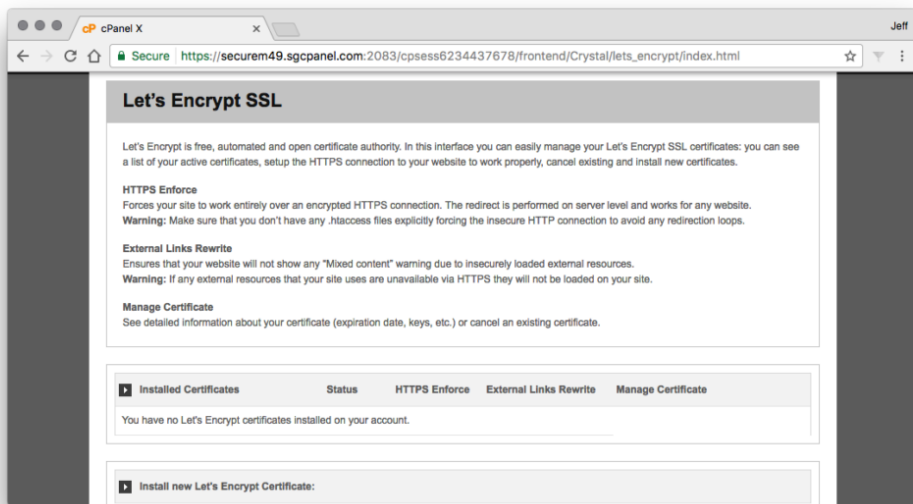 cP cPanel X
Jeff
Secure https://securem49.sgcpanel.com:2083/cpsess6234437678/frontend/Crystal/lets_encrypt/index.html
Let's Encrypt SSL
Let's Encrypt is free, automated and open certificate authority. In this interface you can easily manage your Let's Encrypt SSL certificates: you can see
a list of your active certificates, setup the HTTPS connection to your website to work properly, cancel existing and install new certificates.
HTTPS Enforce
Forces your site to work entirely over an encrypted HTTPS connection. The redirect is performed on server level and works for any website.
Warning: Make sure that you don't have any .htaccess files explicitly forcing the insecure HTTP connection to avoid any redirection loops.
External Links Rewrite
Ensures that your website will not show any "Mixed content" warning due to insecurely loaded external resources.
Warning: If any external resources that your site uses are unavailable via HTTPS they will not be loaded on your site.
Manage Certificate
See detailed information about your certificate (expiration date, keys, etc.) or cancel an existing certificate.
Installed Certificates Status HTTPS Enforce External Links Rewrite Manage Certificate
You have no Let's Encrypt certificates installed on your account.
Install new Let's Encrypt Certificate: